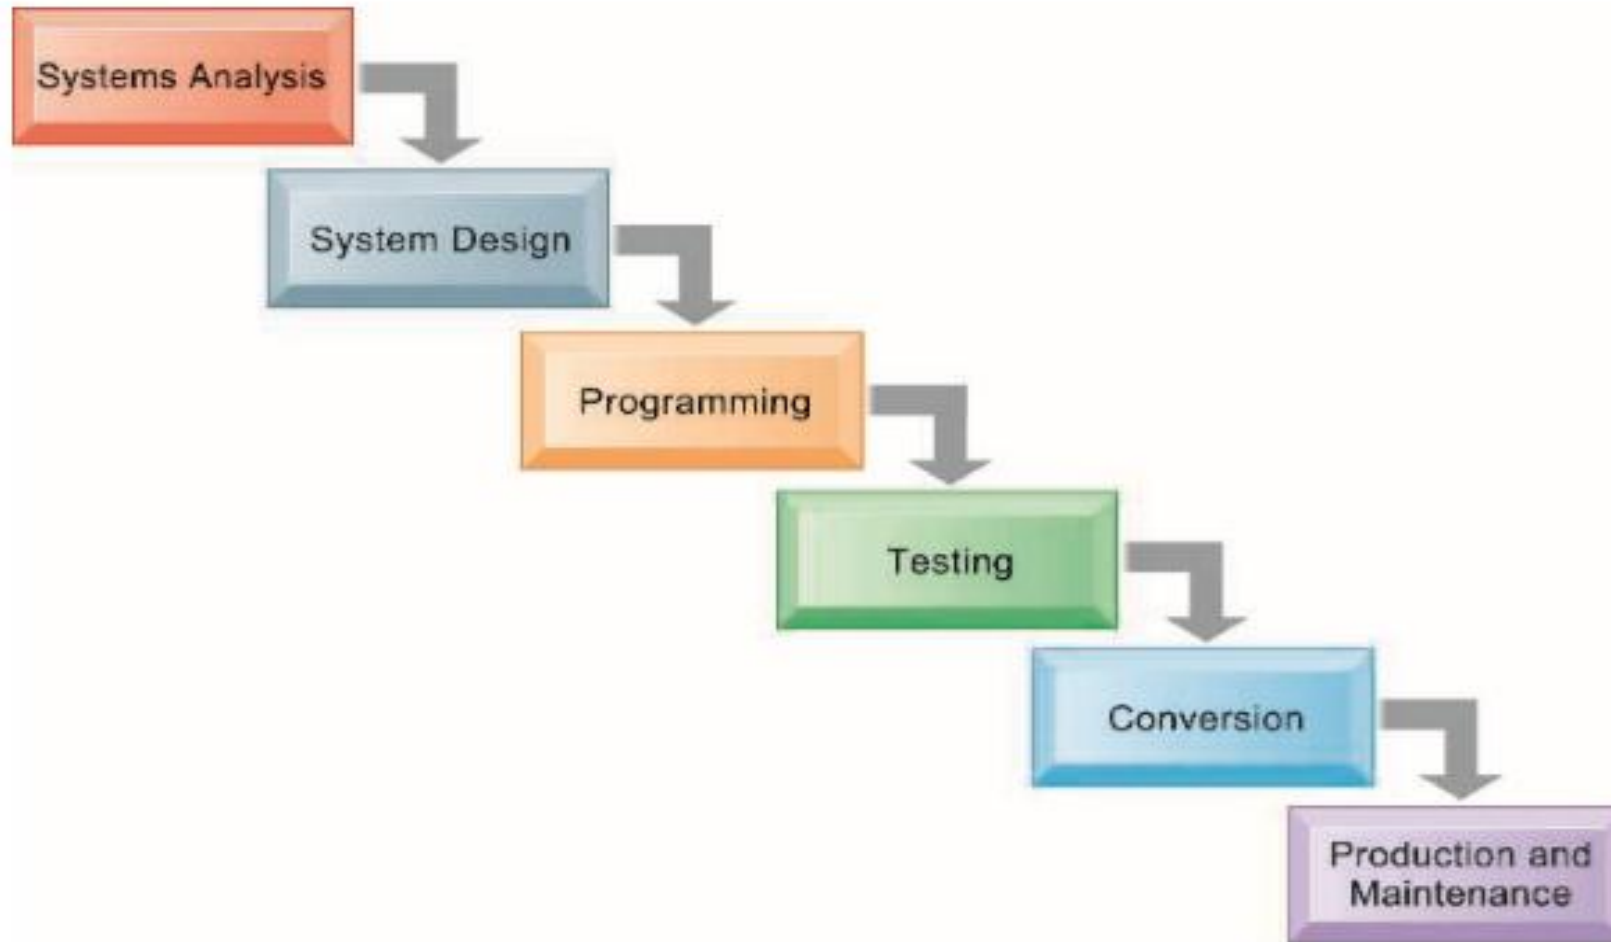 Systems Analysis
System Design
Programming
Testing
Conversion
Production and
Maintenance